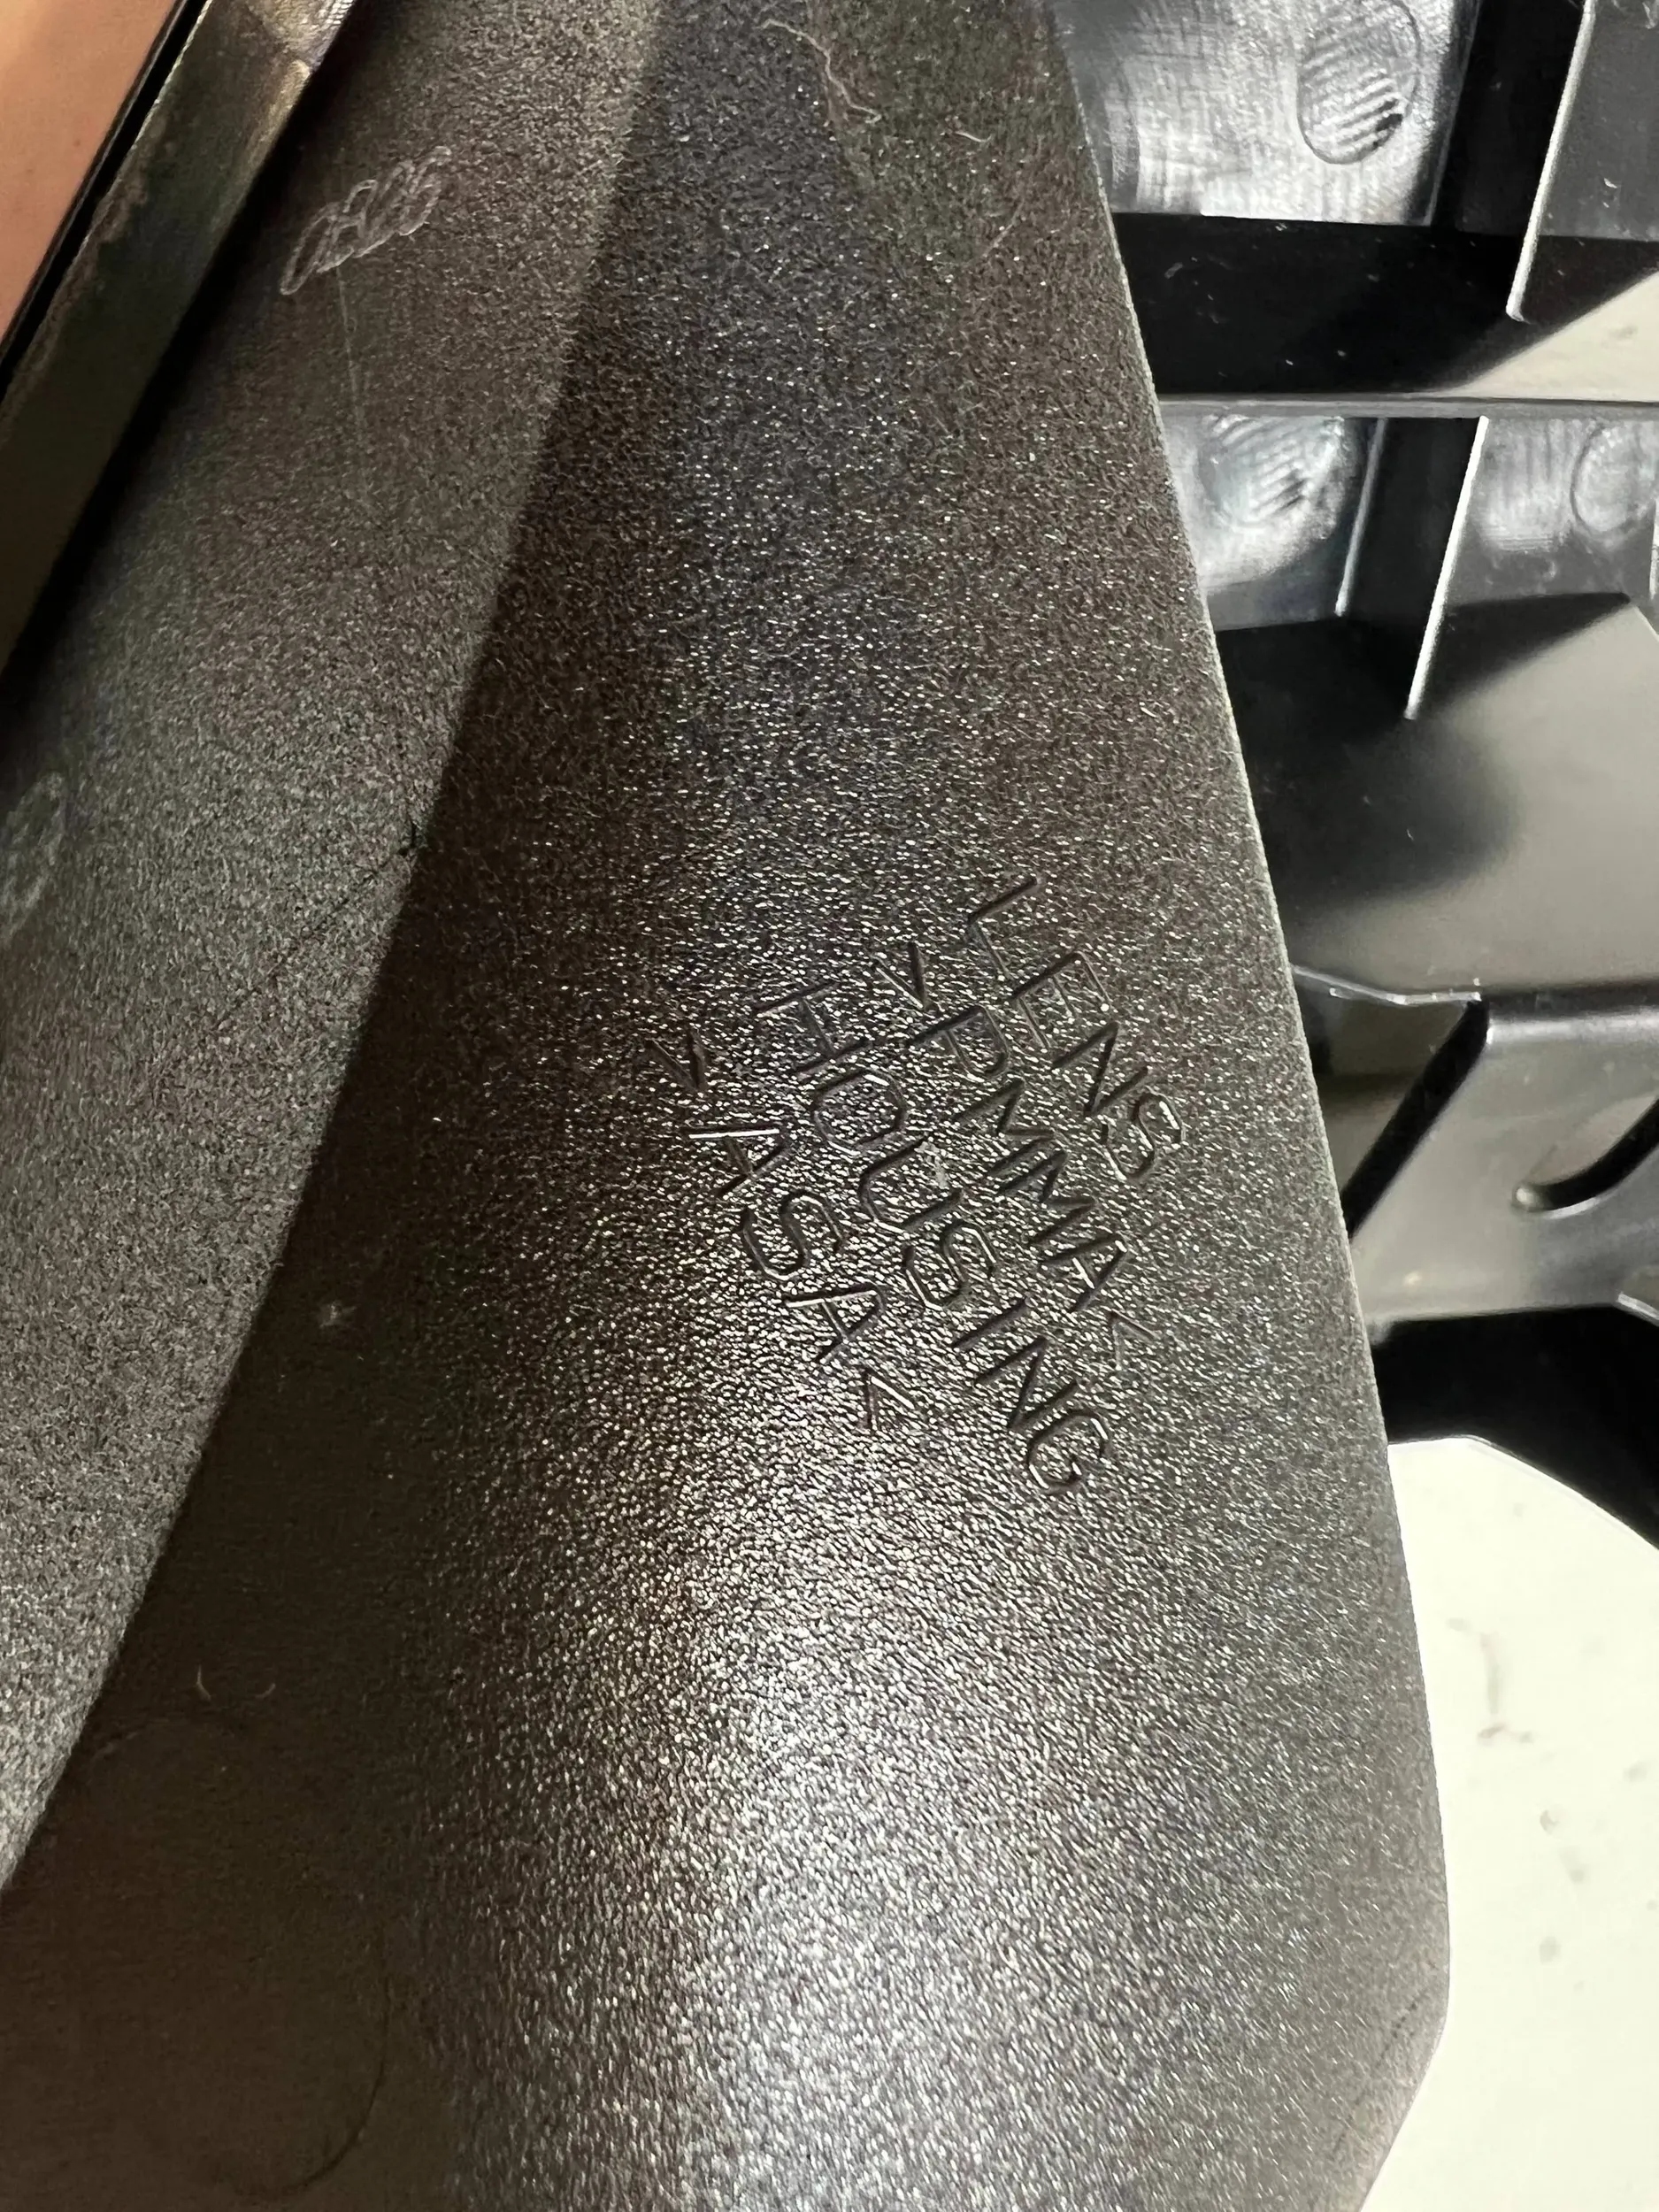 LENS
>PMMA<
HOUSING
>ASA<